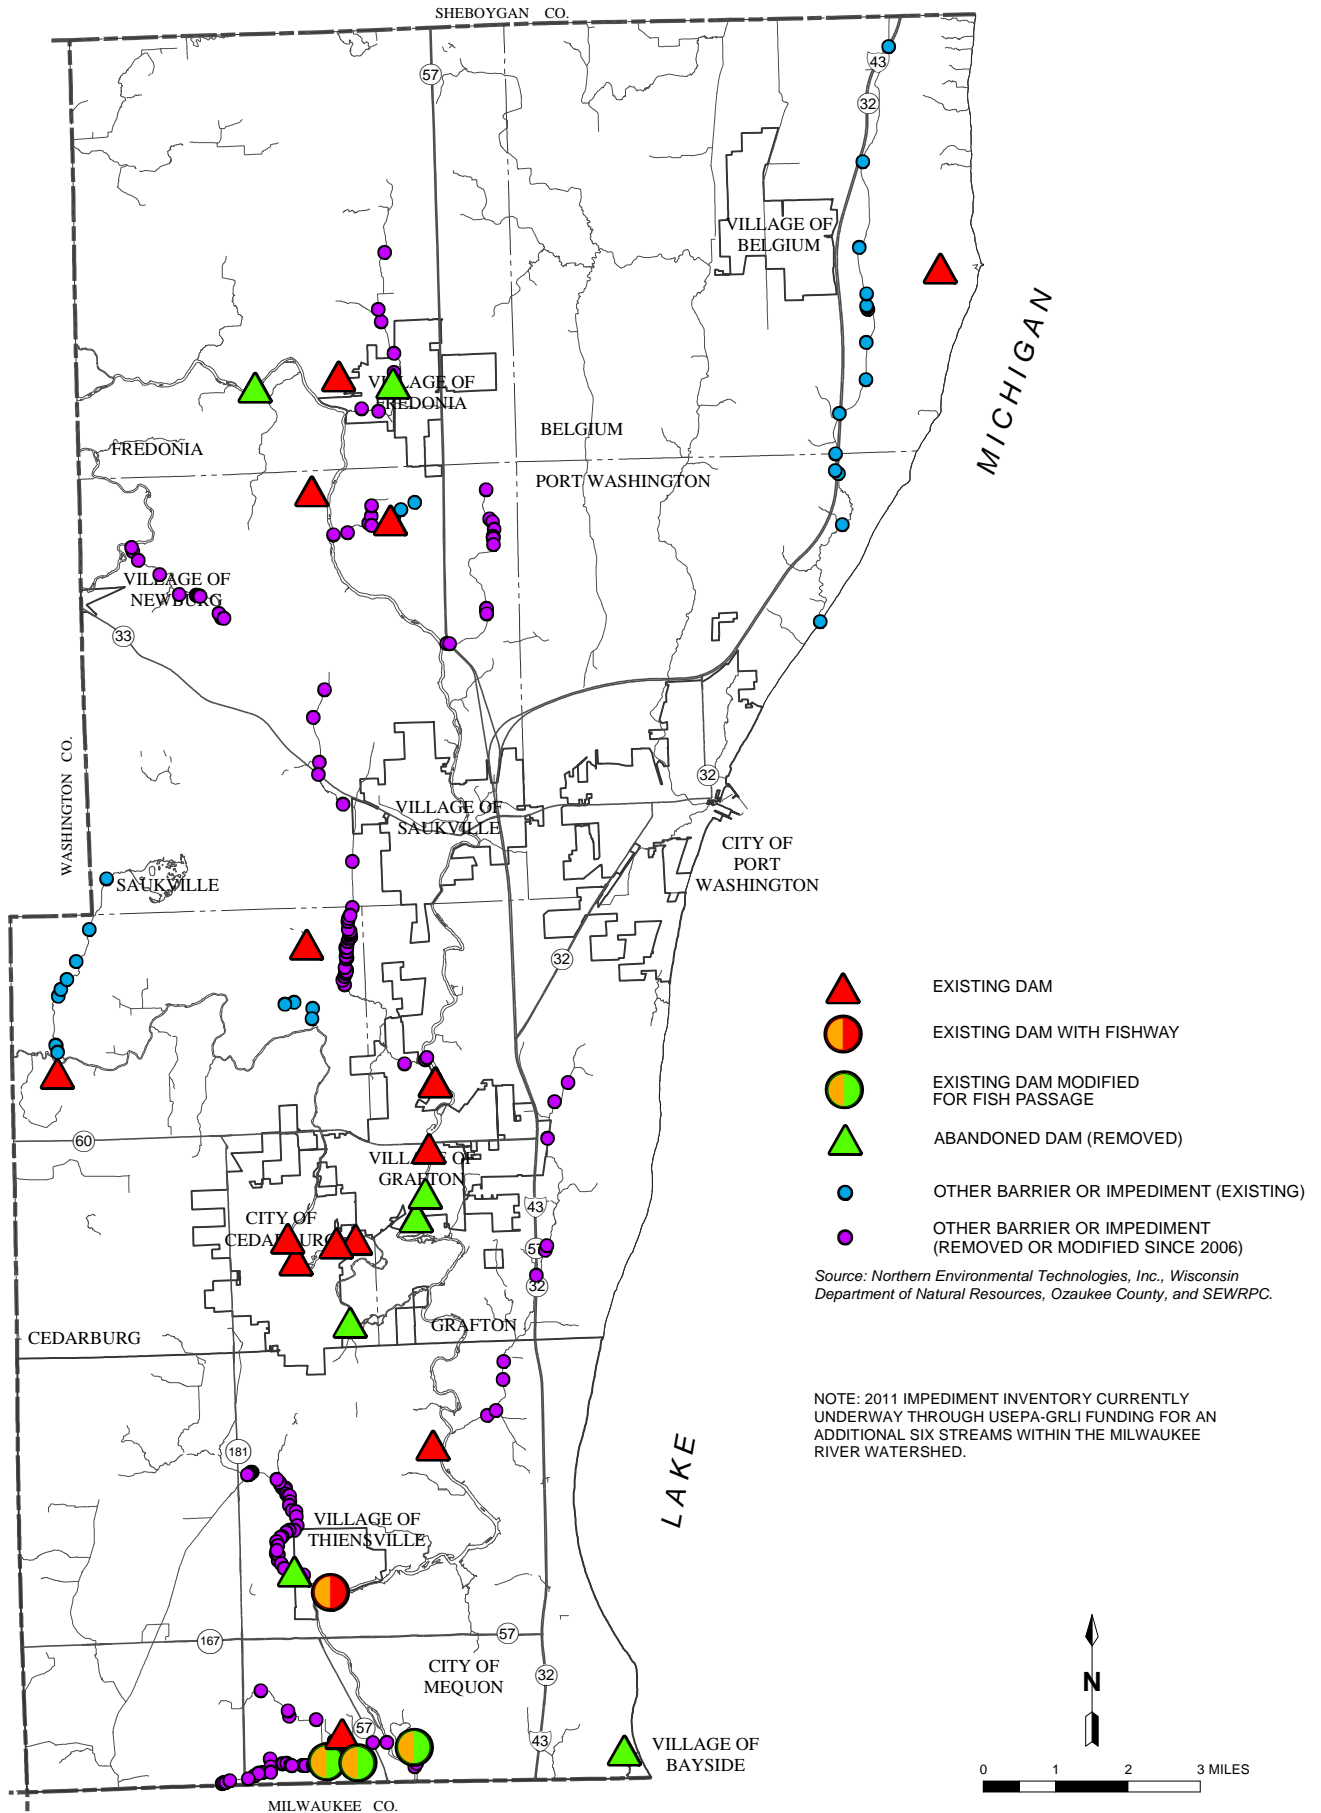 SHEBOYGAN CO.
57
43
32
VILLAGE OF
BELGIUM
MICHIGAN
VILLAGE OF
FREDONIA
BELGIUM
FREDONIA
PORT WASHINGTON
VILLAGE OF
NEWBURG
33
WASHINGTON CO.
32
VILLAGE OF
SAUKVILLE
CITY OF
PORT
WASHINGTON
SAUKVILLE
32
EXISTING DAM
EXISTING DAM WITH FISHWAY
EXISTING DAM MODIFIED
FOR FISH PASSAGE
ABANDONED DAM (REMOVED)
OTHER BARRIER OR IMPEDIMENT (EXISTING)
OTHER BARRIER OR IMPEDIMENT
(REMOVED OR MODIFIED SINCE 2006)
Source: Northern Environmental Technologies, Inc., Wisconsin
Department of Natural Resources, Ozaukee County, and SEWRPC.
60
VILLAGE OF
GRAFTON
43
CITY OF
CEDARBURG
57
32
CEDARBURG
GRAFTON
NOTE: 2011 IMPEDIMENT INVENTORY CURRENTLY
UNDERWAY THROUGH USEPA-GRLI FUNDING FOR AN
ADDITIONAL SIX STREAMS WITHIN THE MILWAUKEE
RIVER WATERSHED.
181
LAKE
VILLAGE OF
THIENSVILLE
167
57
CITY OF
MEQUON
32
57
43
VILLAGE OF
BAYSIDE
N
0 1 2 3 MILES
MILWAUKEE CO.